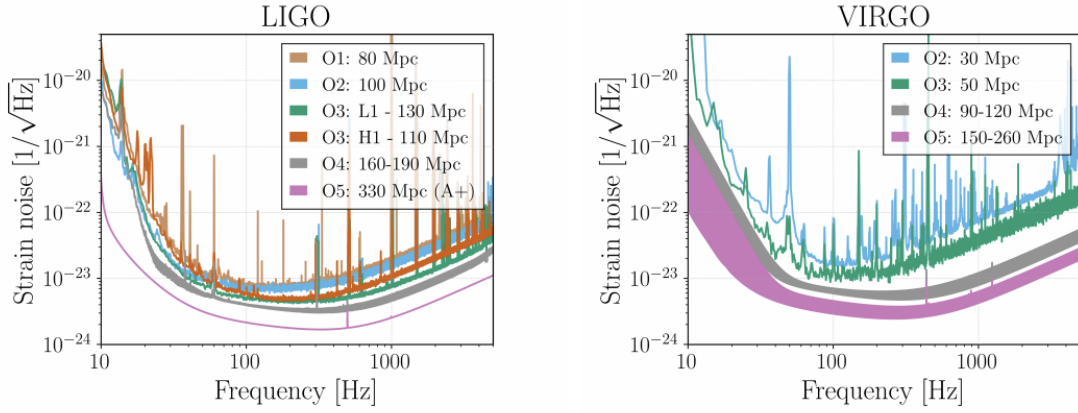 LIGO
Strain noise [1/√Hz]
10⁻²⁰
10⁻²¹
10⁻²²
10⁻²³
10⁻²⁴
O1: 80 Mpc
O2: 100 Mpc
O3: L1 - 130 Mpc
O3: H1 - 110 Mpc
O4: 160-190 Mpc
O5: 330 Mpc (A+)
10
100
1000
Frequency [Hz]
VIRGO
Strain noise [1/√Hz]
10⁻²⁰
10⁻²¹
10⁻²²
10⁻²³
10⁻²⁴
O2: 30 Mpc
O3: 50 Mpc
O4: 90-120 Mpc
O5: 150-260 Mpc
10
100
1000
Frequency [Hz]